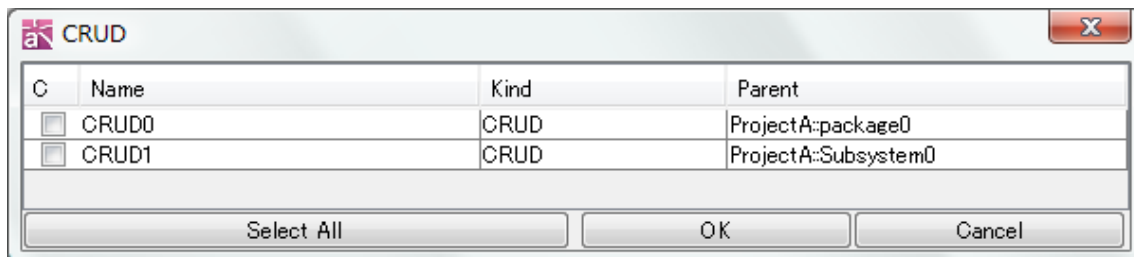 CRUD
C Name Kind Parent
CRUD0 CRUD ProjectA::package0
CRUD1 CRUD ProjectA::Subsystem0
Select All OK Cancel